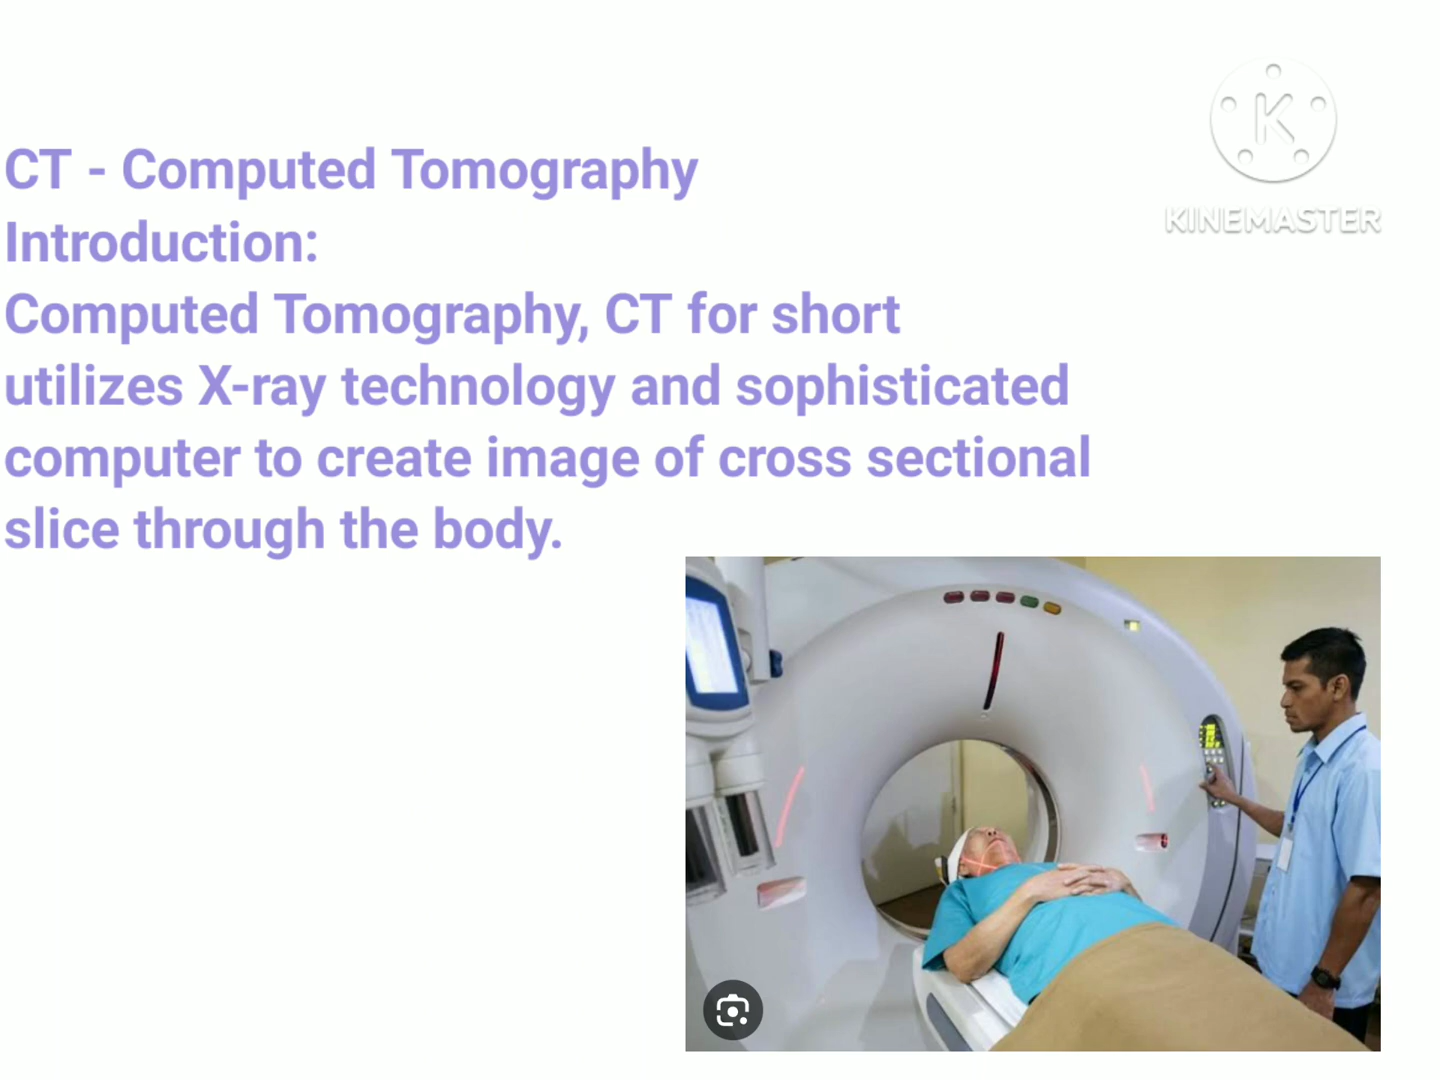 CT - Computed Tomography
Introduction:
Computed Tomography, CT for short
utilizes X-ray technology and sophisticated
computer to create image of cross sectional
slice through the body.
K
KINEMASTER